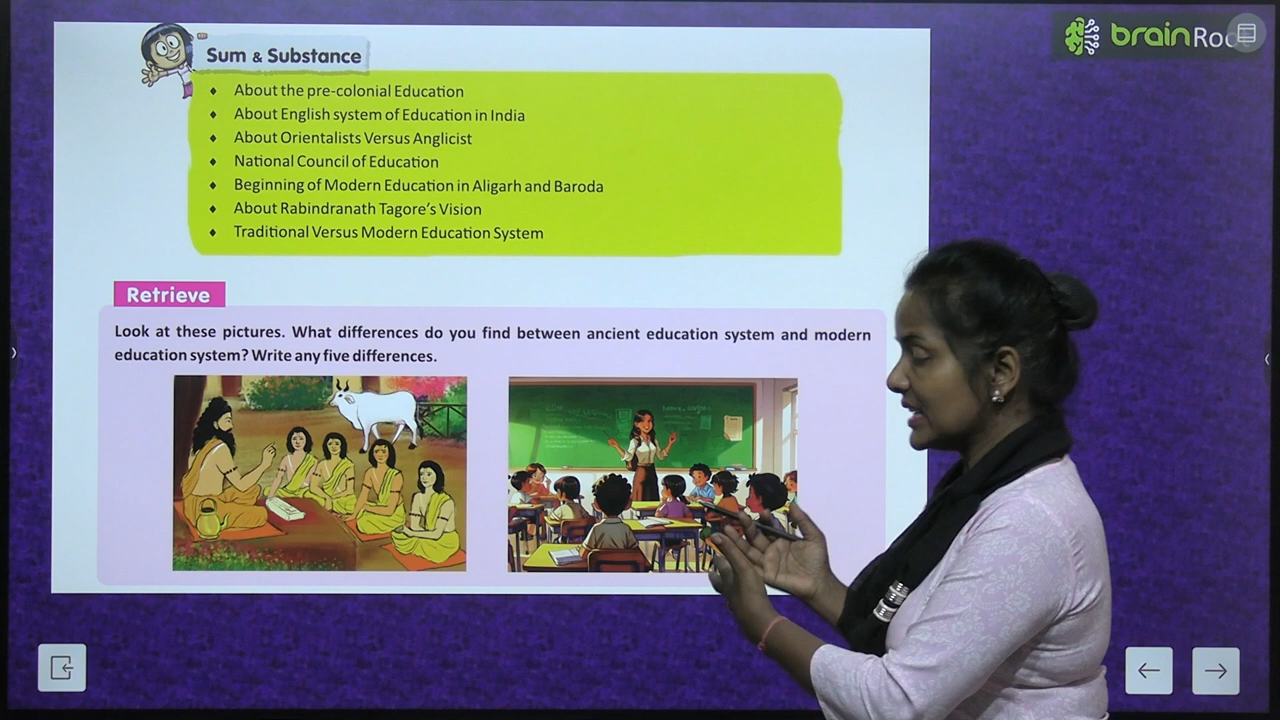 brainRoo
Sum & Substance
About the pre-colonial Education
About English system of Education in India
About Orientalists Versus Anglicist
National Council of Education
Beginning of Modern Education in Aligarh and Baroda
About Rabindranath Tagore's Vision
Traditional Versus Modern Education System
Retrieve
Look at these pictures. What differences do you find between ancient education system and modern
education system? Write any five differences.